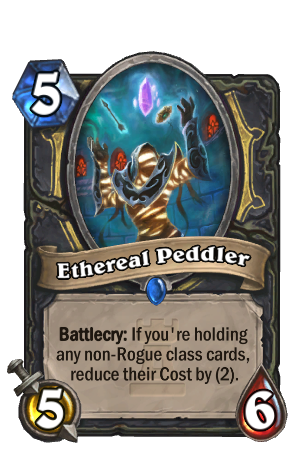 5
Ethereal Peddler
Battlecry: If you're holding
any non-Rogue class cards,
reduce their Cost by (2).
5
6